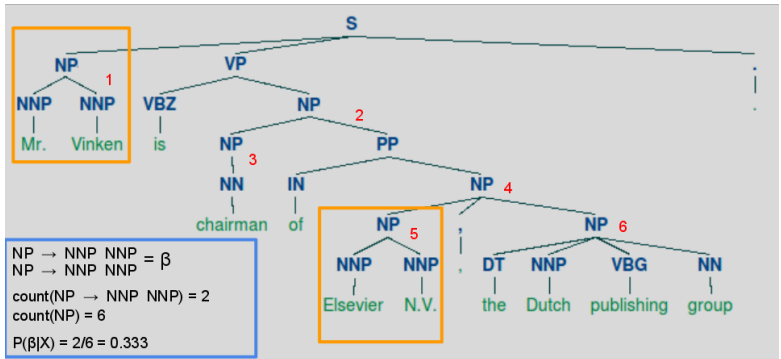 S
NP VP .
1
NNP NNP VBZ NP
Mr. Vinken is . 
2
NP PP
3
NN IN NP 4
chairman of
NP , NP
5 6
NNP NNP , DT NNP VBG NN
Elsevier N.V. the Dutch publishing group
NP → NNP NNP
NP → NNP NNP = β
count(NP → NNP NNP) = 2
count(NP) = 6
P(β|X) = 2/6 = 0.333